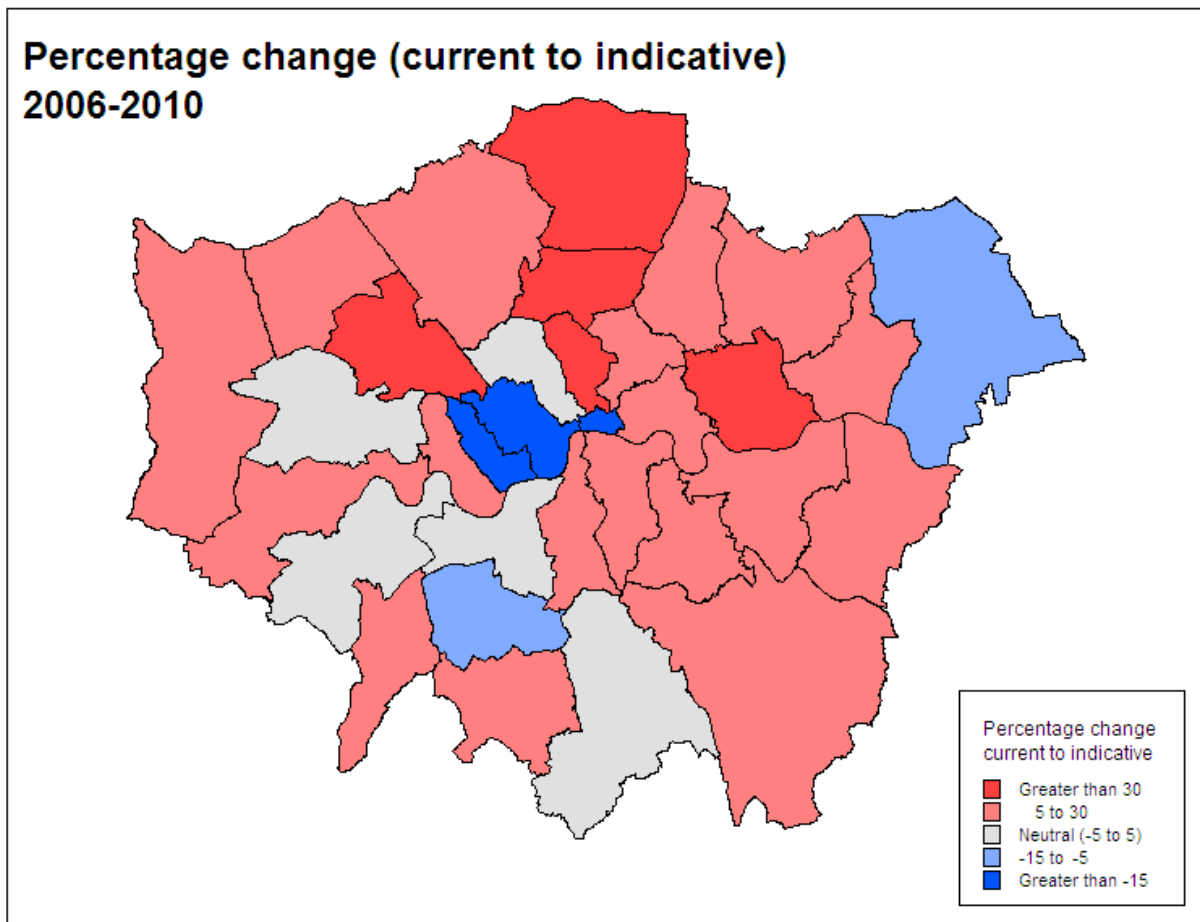 Percentage change (current to indicative)
2006-2010
Percentage change
current to indicative
Greater than 30
5 to 30
Neutral (-5 to 5)
-15 to -5
Greater than -15